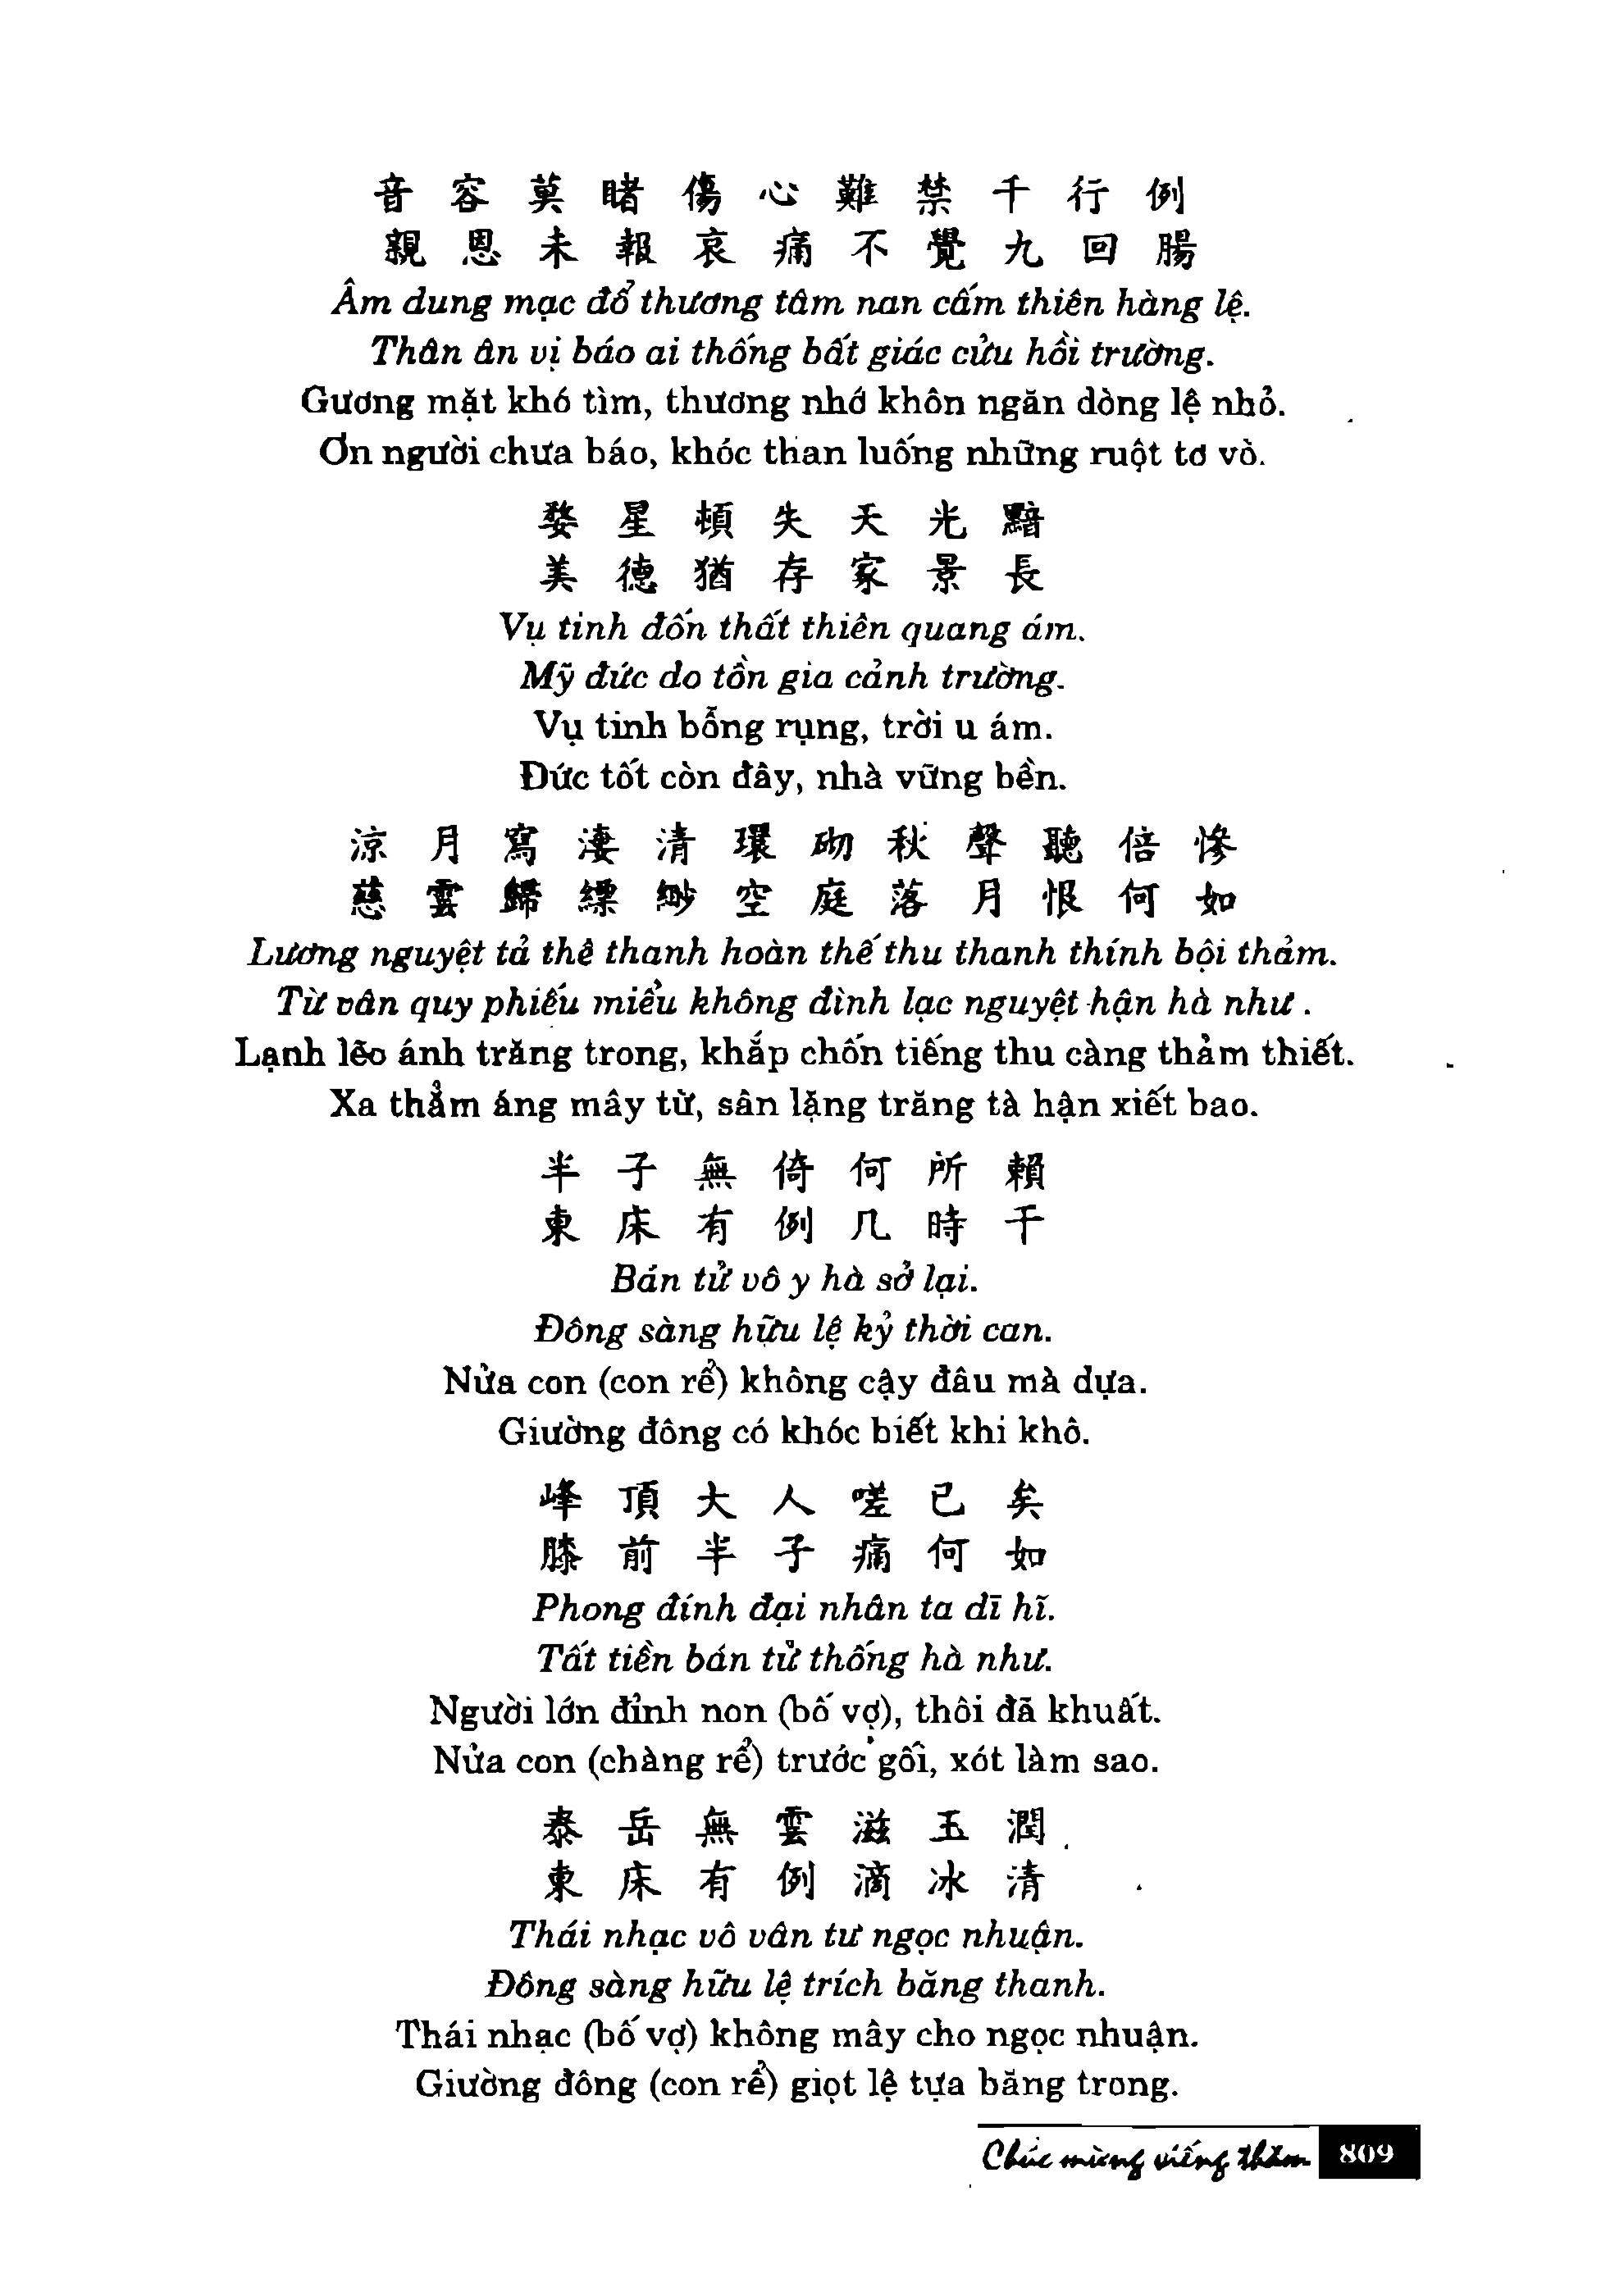 音 容 莫 睹 傷 心 難 禁 千 行 例
親 恩 未 報 哀 痛 不 覺 九 回 腸
Âm dung mạc đổ thương tâm nan cấm thiên hàng lệ.
Thân ân vị báo ai thống bất giác cửu hồi trường.
Gương mặt khó tìm, thương nhớ khôn ngăn dòng lệ nhỏ.
Ơn người chưa báo, khóc than luống những ruột tơ vò.
婺 星 頓 失 天 光 黯
美 德 猶 存 家 景 長
Vụ tinh đốn thất thiên quang ám.
Mỹ đức do tồn gia cảnh trường.
Vụ tinh bỗng rụng, trời u ám.
Đức tốt còn đây, nhà vững bền.
涼 月 寫 淒 清 環 砌 秋 聲 聽 倍 慘
慈 雲 歸 縹 緲 空 庭 落 月 恨 何 如
Lương nguyệt tả thê thanh hoàn thế thu thanh thính bội thảm.
Từ vân quy phiếu miểu không đình lạc nguyệt hận hà như .
Lạnh lẽo ánh trăng trong, khắp chốn tiếng thu càng thảm thiết.
Xa thẳm áng mây từ, sân lặng trăng tà hận xiết bao.
半 子 無 倚 何 所 賴
東 床 有 例 几 時 干
Bán tử vô y hà sở lại.
Đông sàng hữu lệ kỷ thời can.
Nửa con (con rể) không cậy đâu mà dựa.
Giường đông có khóc biết khi khô.
峰 頂 大 人 嗟 已 矣
膝 前 半 子 痛 何 如
Phong đính đại nhân ta dĩ hĩ.
Tất tiền bán tử thống hà như.
Người lớn đỉnh non (bố vợ), thôi đã khuất.
Nửa con (chàng rể) trước gối, xót làm sao.
泰 岳 無 雲 滋 玉 潤
東 床 有 例 滴 冰 清
Thái nhạc vô vân tư ngọc nhuận.
Đông sàng hữu lệ trích băng thanh.
Thái nhạc (bố vợ) không mây cho ngọc nhuận.
Giường đông (con rể) giọt lệ tựa băng trong.
Chúc mừng viếng thăm 809